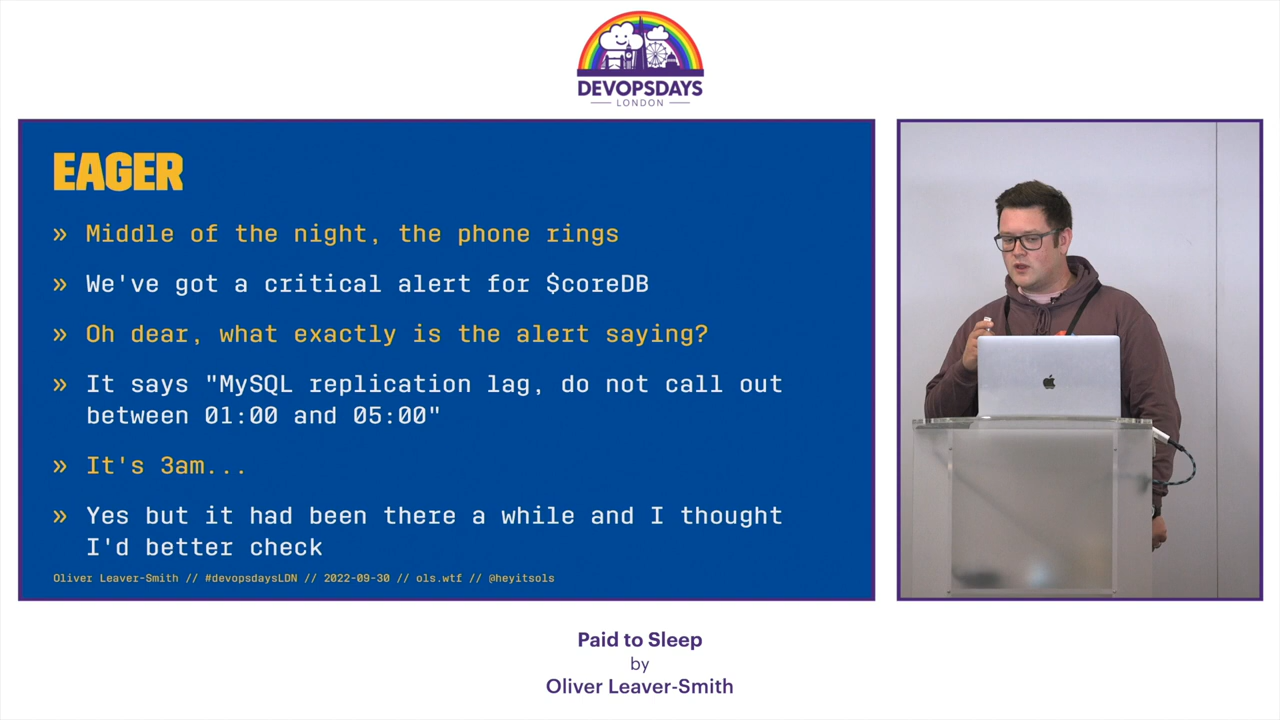 DEVOPSDAYS
LONDON
EAGER
» Middle of the night, the phone rings
» We've got a critical alert for $coreDB
» Oh dear, what exactly is the alert saying?
» It says "MySQL replication lag, do not call out
between 01:00 and 05:00"
» It's 3am...
» Yes but it had been there a while and I thought
I'd better check
Oliver Leaver-Smith // #devopsdaysLDN // 2022-09-30 // ols.wtf // @heyitsols
Paid to Sleep
by
Oliver Leaver-Smith